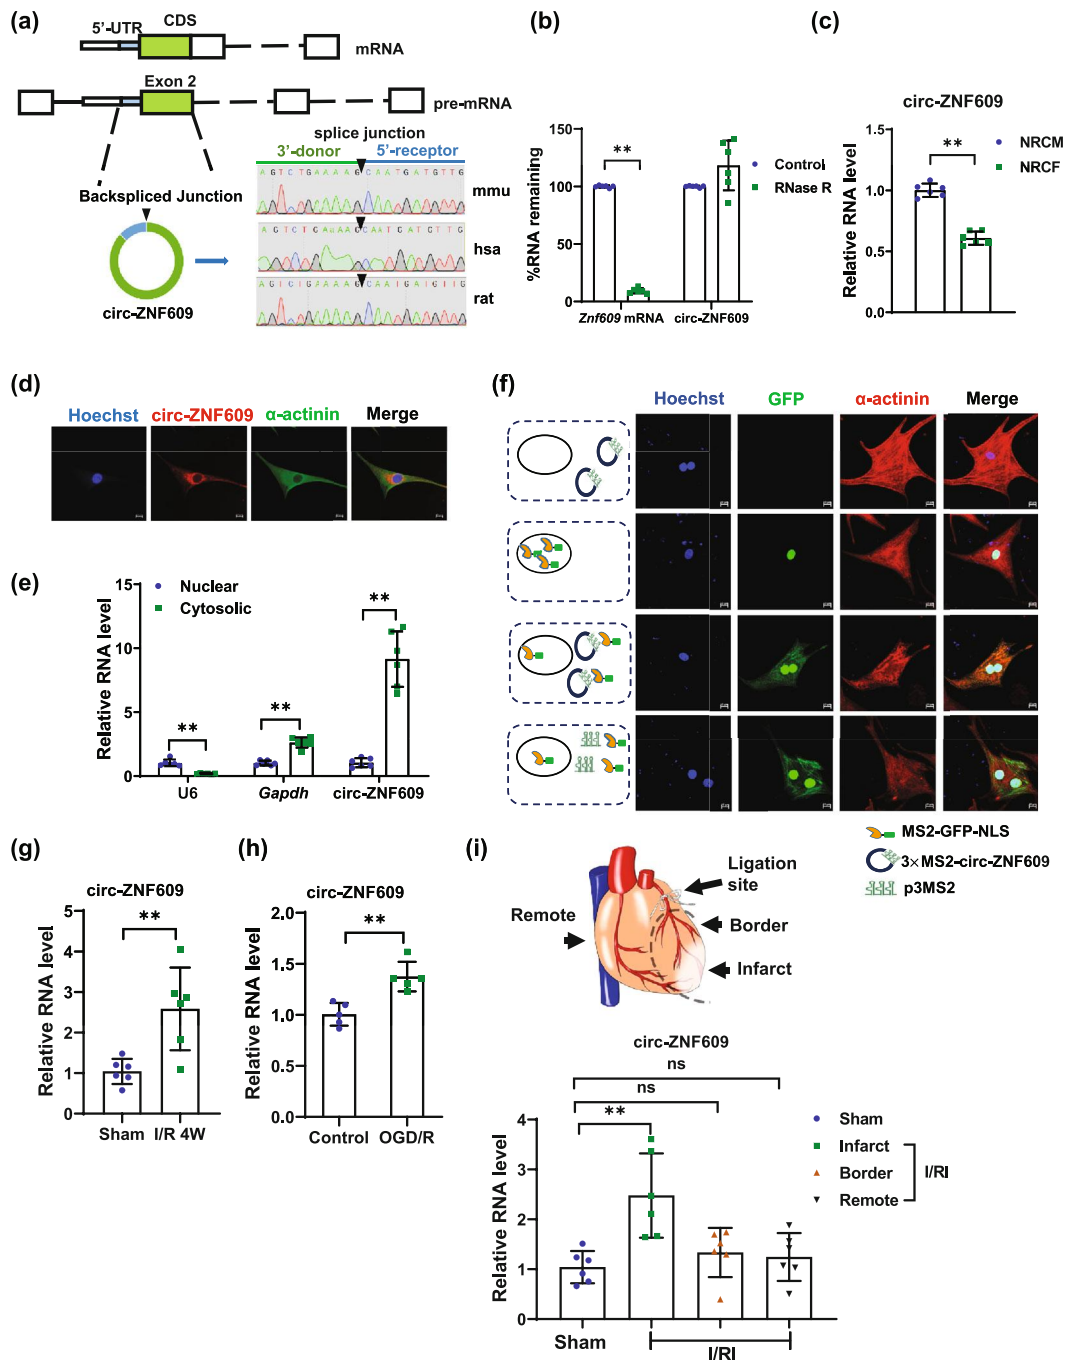 (a)
5'-UTR
CDS
mRNA
Exon 2
pre-mRNA
splice junction
3'-donor
5'-receptor
A G T C T G A A A A G C A A T G A T G T T G
mmu
Backspliced Junction
A G T C T G A A A A G C A A T G A T G T T G
hsa
A G T C T G A A A A G C A A T G A T G T T G
rat
circ-ZNF609
(b)
%RNA remaining
150
100
50
0
**
Control
RNase R
Znf609 mRNA
circ-ZNF609
(c)
circ-ZNF609
Relative RNA level
1.5
1.0
0.5
0.0
**
NRCM
NRCF
(d)
Hoechst
circ-ZNF609
α-actinin
Merge
(e)
Relative RNA level
15
10
5
0
Nuclear
Cytosolic
**
**
**
U6
Gapdh
circ-ZNF609
(f)
Hoechst
GFP
α-actinin
Merge
MS2-GFP-NLS
3×MS2-circ-ZNF609
p3MS2
(g)
circ-ZNF609
Relative RNA level
5
4
3
2
1
0
**
Sham
I/R 4W
(h)
circ-ZNF609
Relative RNA level
2.0
1.5
1.0
0.5
0.0
**
Control
OGD/R
(i)
Ligation
site
Remote
Border
Infarct
circ-ZNF609
ns
ns
**
Relative RNA level
4
3
2
1
0
Sham
Infarct
Border
Remote
I/RI
Sham
I/RI